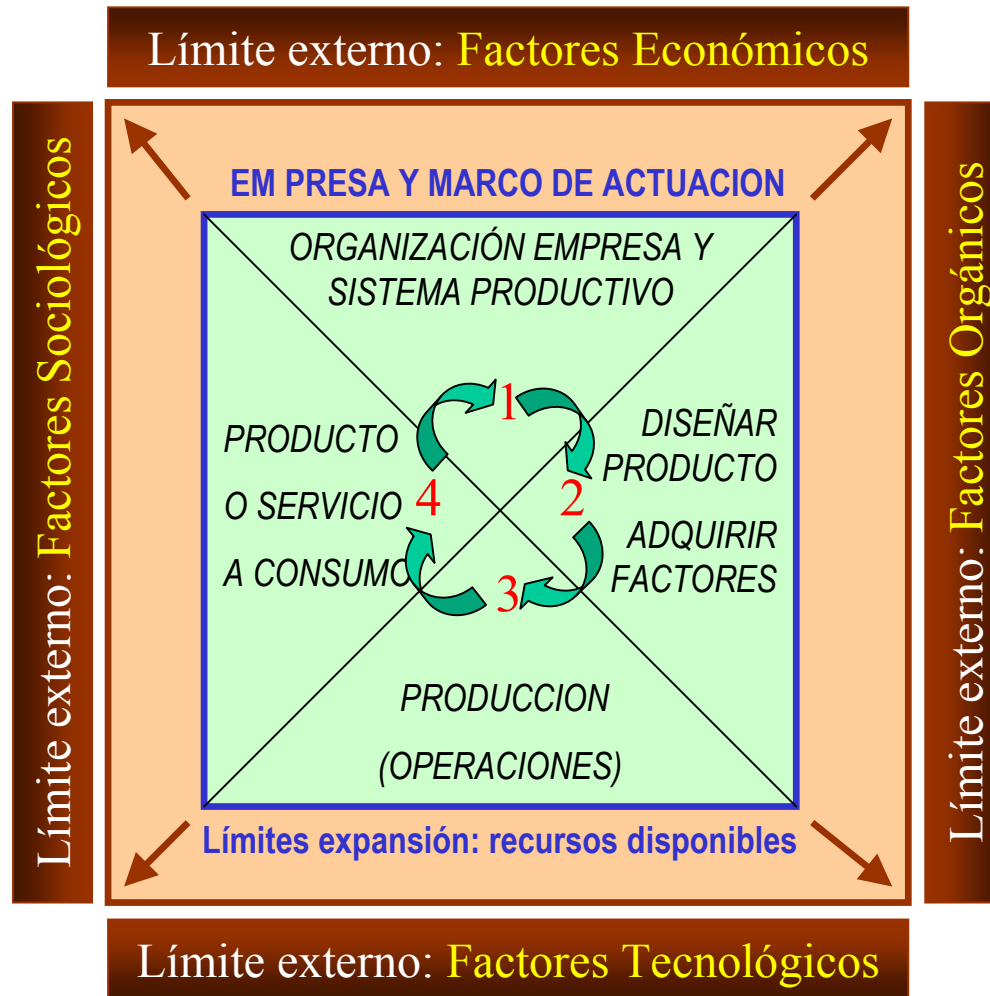 Límite externo: Factores Económicos
Límite externo: Factores Sociológicos
EM PRESA Y MARCO DE ACTUACION
ORGANIZACIÓN EMPRESA Y
SISTEMA PRODUCTIVO
1
DISEÑAR
PRODUCTO
2
ADQUIRIR
FACTORES
3
PRODUCCION
(OPERACIONES)
PRODUCTO
O SERVICIO
A CONSUMO
4
Límites expansión: recursos disponibles
Límite externo: Factores Orgánicos
Límite externo: Factores Tecnológicos